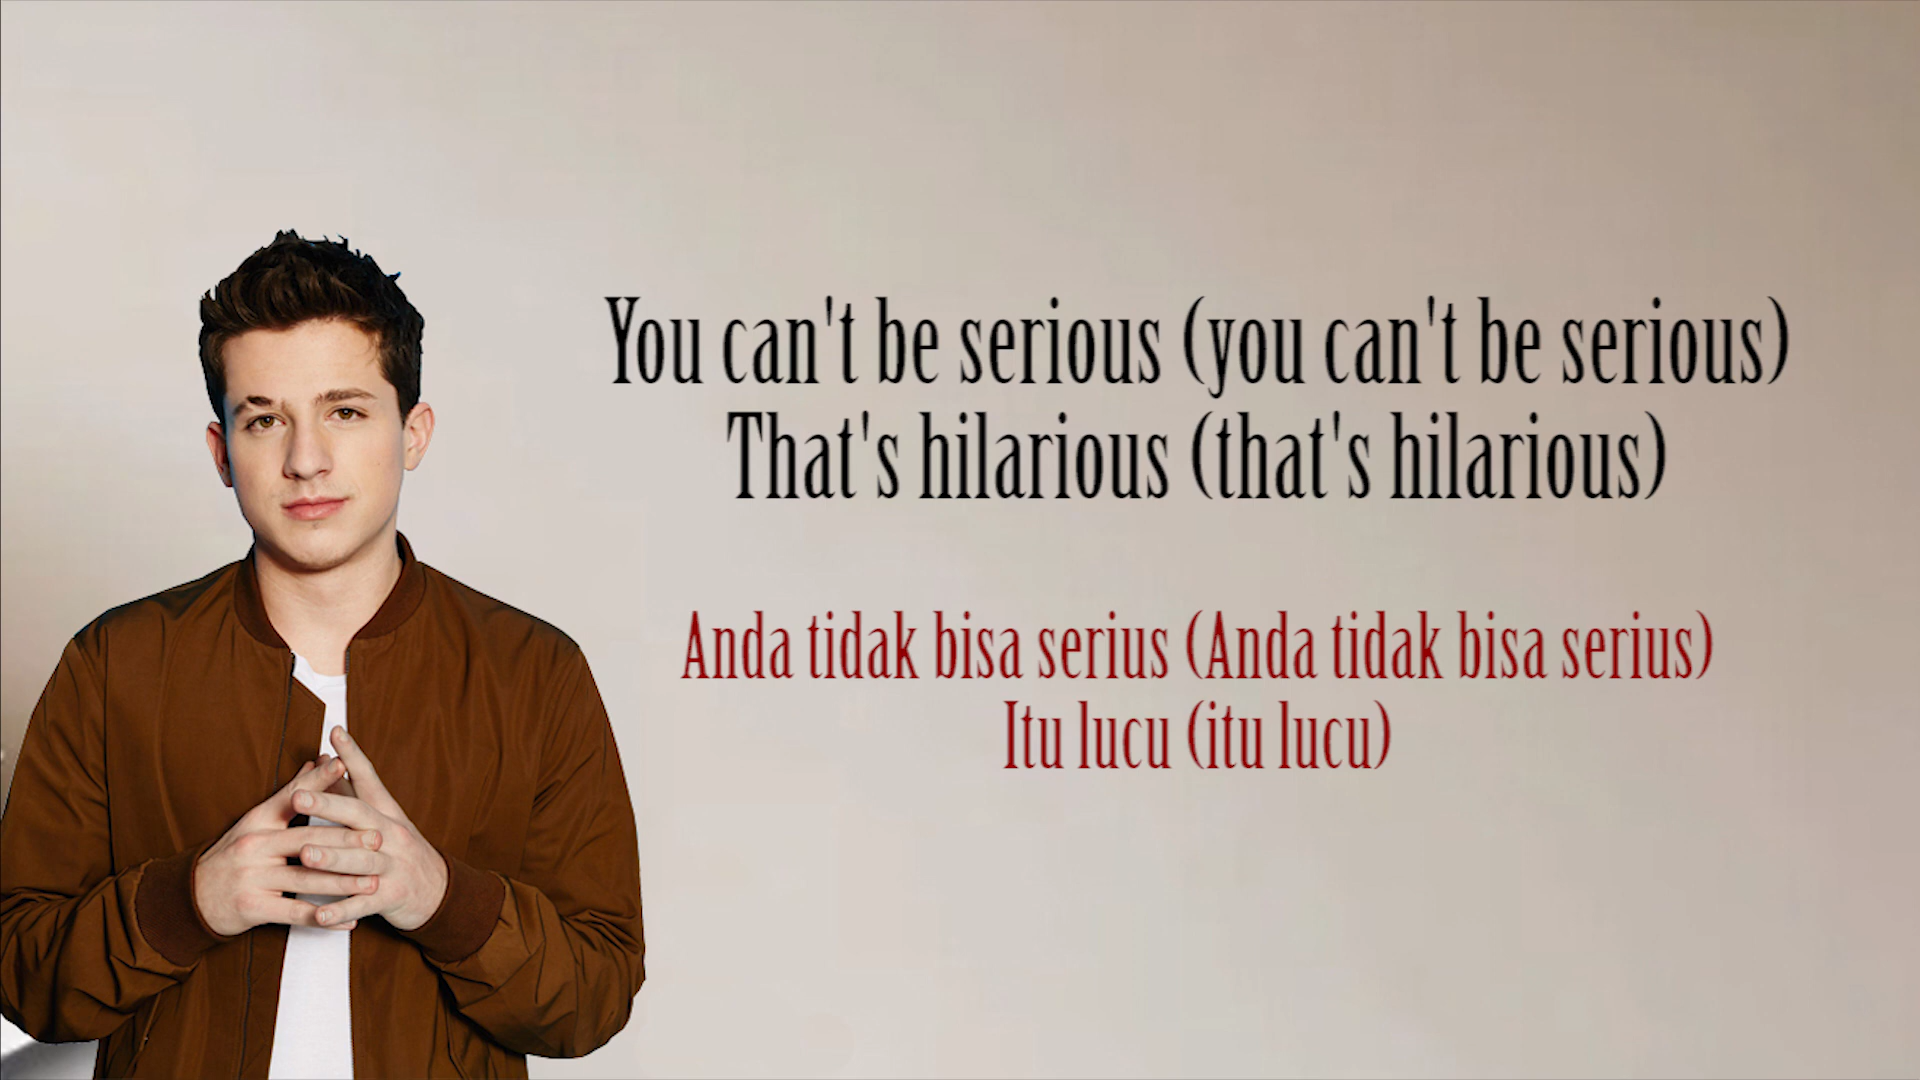 You can't be serious (you can't be serious)
That's hilarious (that's hilarious)
Anda tidak bisa serius (Anda tidak bisa serius)
Itu lucu (itu lucu)